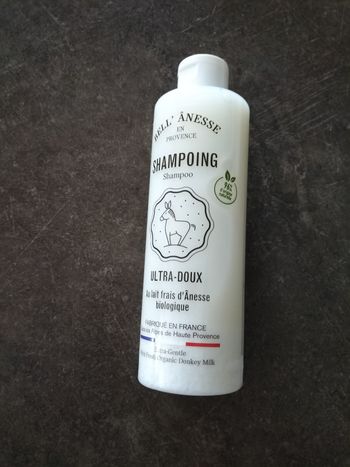 BELL' ÂNESSE
EN
PROVENCE
SHAMPOING
Shampoo
ULTRA-DOUX
Au lait frais d'Ânesse
biologique
FABRIQUÉ EN FRANCE
de Haute Provence
Ultra-Gentle
Fresh Organic Donkey Milk